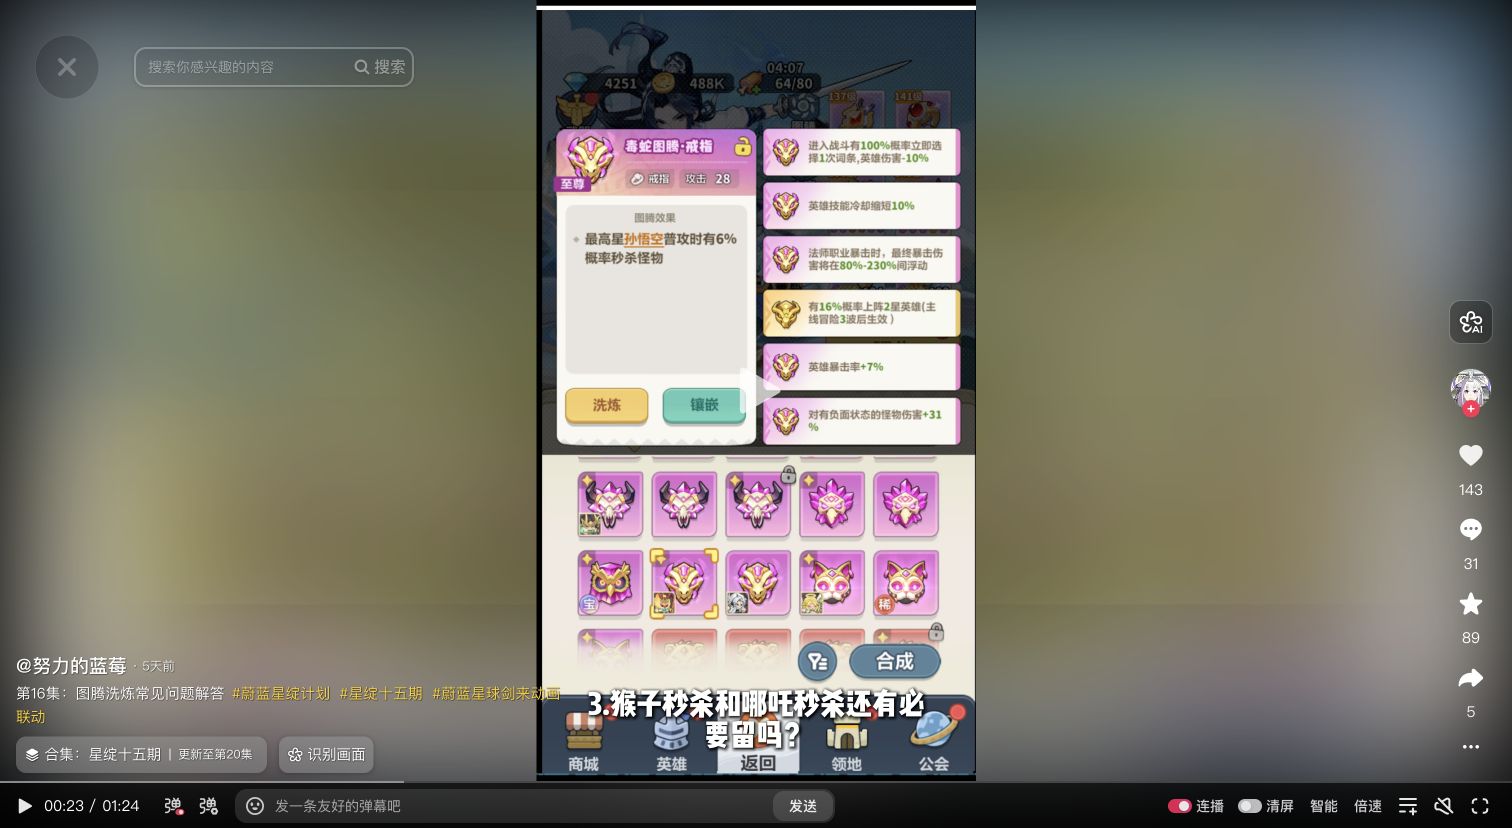 搜索你感兴趣的内容
搜索
4251
488K
04:07
64/80
137级
141级
毒蛇图腾·戒指
至尊
戒指
攻击 28
图腾效果
最高星孙悟空普攻时有6%
概率秒杀怪物
洗炼
镶嵌
进入战斗有100%概率立即选
择1次词条,英雄伤害-10%
英雄技能冷却缩短10%
法师职业暴击时，最终暴击伤
害将在80%-230%间浮动
有16%概率上阵2星英雄(主
线冒险3波后生效）
英雄暴击率+7%
对有负面状态的怪物伤害+31
%
宝
稀
合成
3.猴子秒杀和哪吒秒杀还有必
要留吗?
商城
英雄
返回
领地
公会
@努力的蓝莓 · 5天前
第16集：图腾洗炼常见问题解答 #蔚蓝星绽计划 #星绽十五期 #蔚蓝星球剑来动画
联动
合集：星绽十五期 | 更新至第20集
识别画面
AI
143
31
89
5
00:23 / 01:24
弹
弹
发一条友好的弹幕吧
发送
连播
清屏
智能
倍速